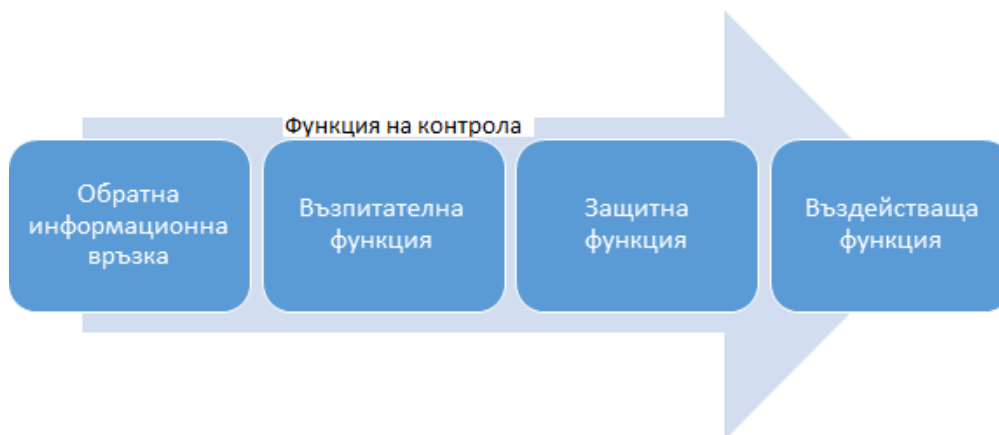 Функция на контрола
Обратна
информационна
връзка
Възпитателна
функция
Защитна
функция
Въздействаща
функция